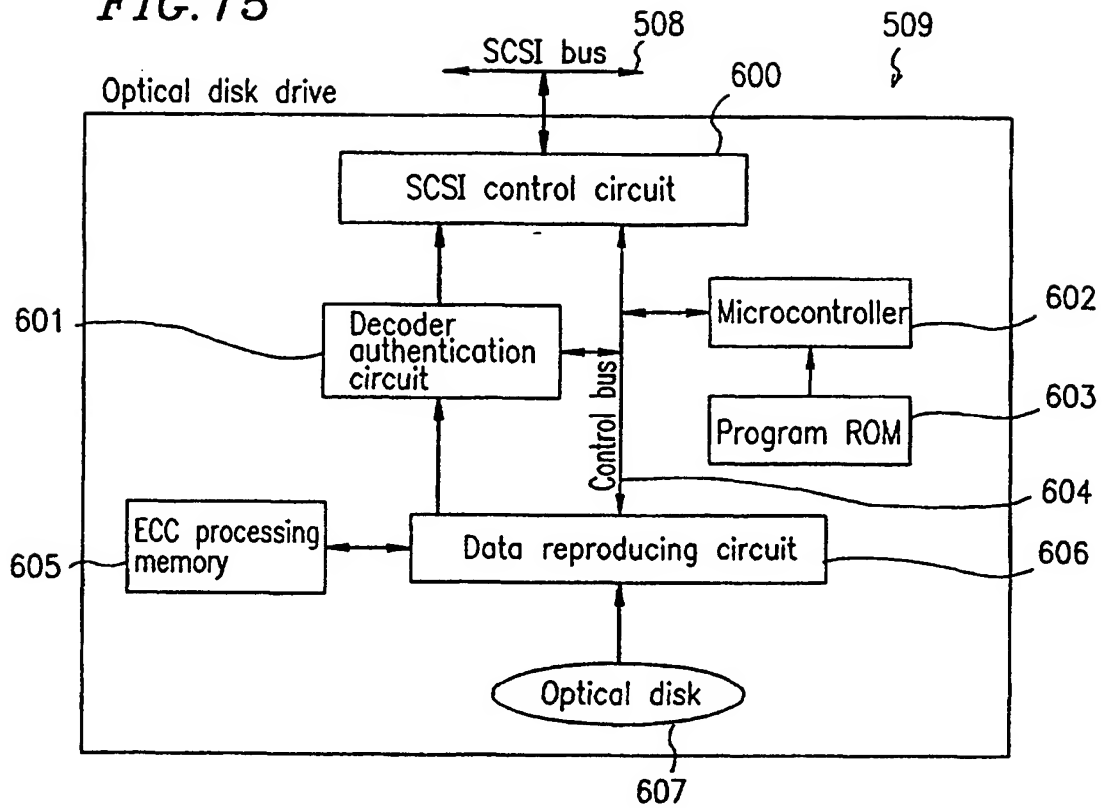 FIG. 75
SCSI bus
508
509
600
Optical disk drive
SCSI control circuit
601
Decoder
authentication
circuit
Microcontroller
602
603
Control bus
Program ROM
604
ECC processing
memory
605
Data reproducing circuit
606
Optical disk
607